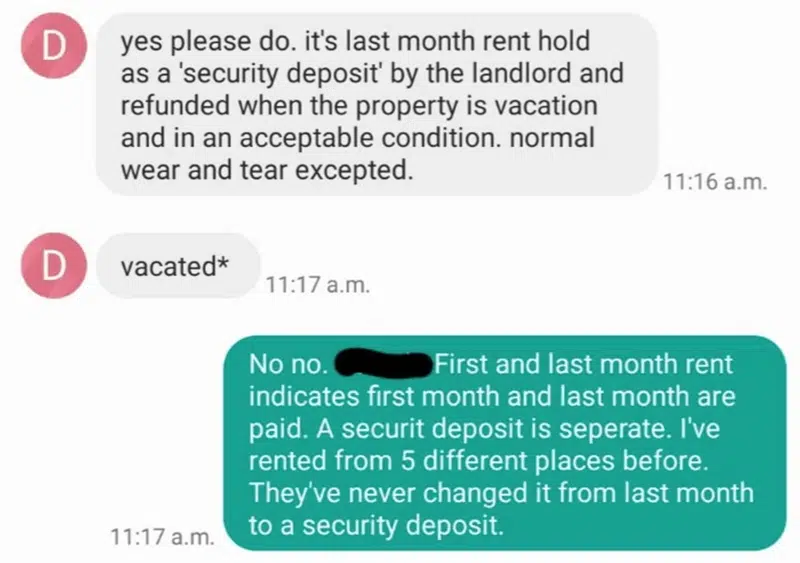 D
yes please do. it's last month rent hold
as a 'security deposit' by the landlord and
refunded when the property is vacation
and in an acceptable condition. normal
wear and tear excepted.
11:16 a.m.
D
vacated*
11:17 a.m.
No no. First and last month rent
indicates first month and last month are
paid. A securit deposit is seperate. I've
rented from 5 different places before.
They've never changed it from last month
to a security deposit.
11:17 a.m.